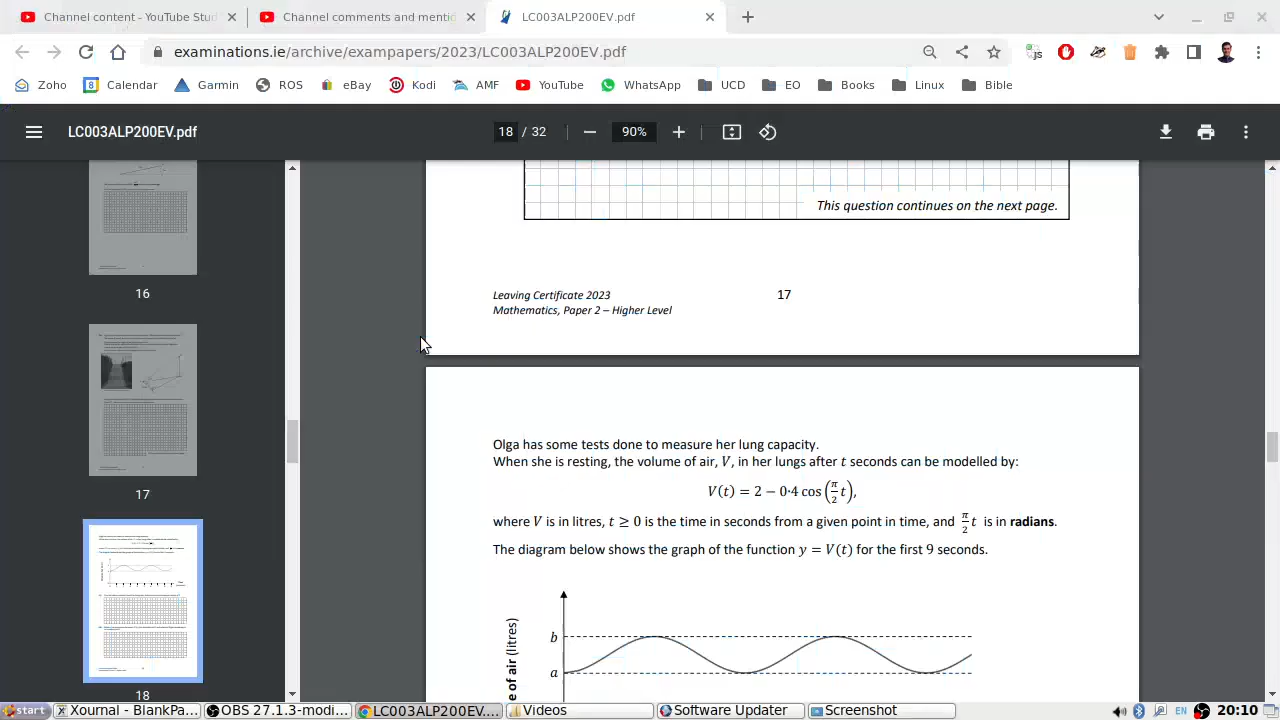 Channel content - YouTube Stu
Channel comments and menti
LC003ALP200EV.pdf
examinations.ie/archive/exampapers/2023/LC003ALP200EV.pdf
JS
Zoho
8 Calendar
Garmin
ROS
eBay
Kodi
AMF
YouTube
WhatsApp
UCD
EO
Books
Linux
Bible
LC003ALP200EV.pdf
18 / 32
90%
This question continues on the next page.
16
Leaving Certificate 2023
17
Mathematics, Paper 2 – Higher Level
17
Olga has some tests done to measure her lung capacity.
When she is resting, the volume of air, V, in her lungs after t seconds can be modelled by:
V(t) = 2 − 0·4 cos(π/2 t),
where V is in litres, t ≥ 0 is the time in seconds from a given point in time, and π/2 t is in radians.
The diagram below shows the graph of the function y = V(t) for the first 9 seconds.
b
a
e of air (litres)
18
start
Xournal - BlankPa...
OBS 27.1.3-modi...
LC003ALP200EV....
Videos
Software Updater
Screenshot
EN
20:10